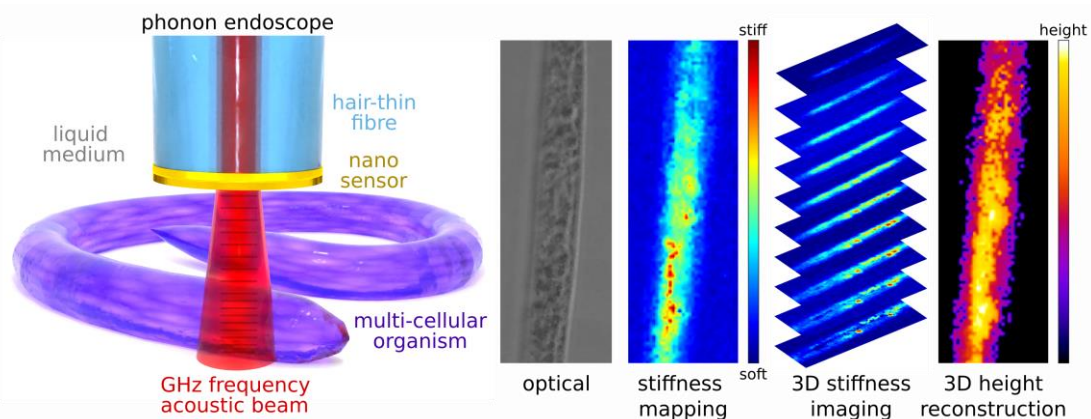 phonon endoscope
hair-thin
fibre
liquid
medium
nano
sensor
multi-cellular
organism
GHz frequency
acoustic beam
optical
stiff
soft
stiffness
mapping
3D stiffness
imaging
height
3D height
reconstruction